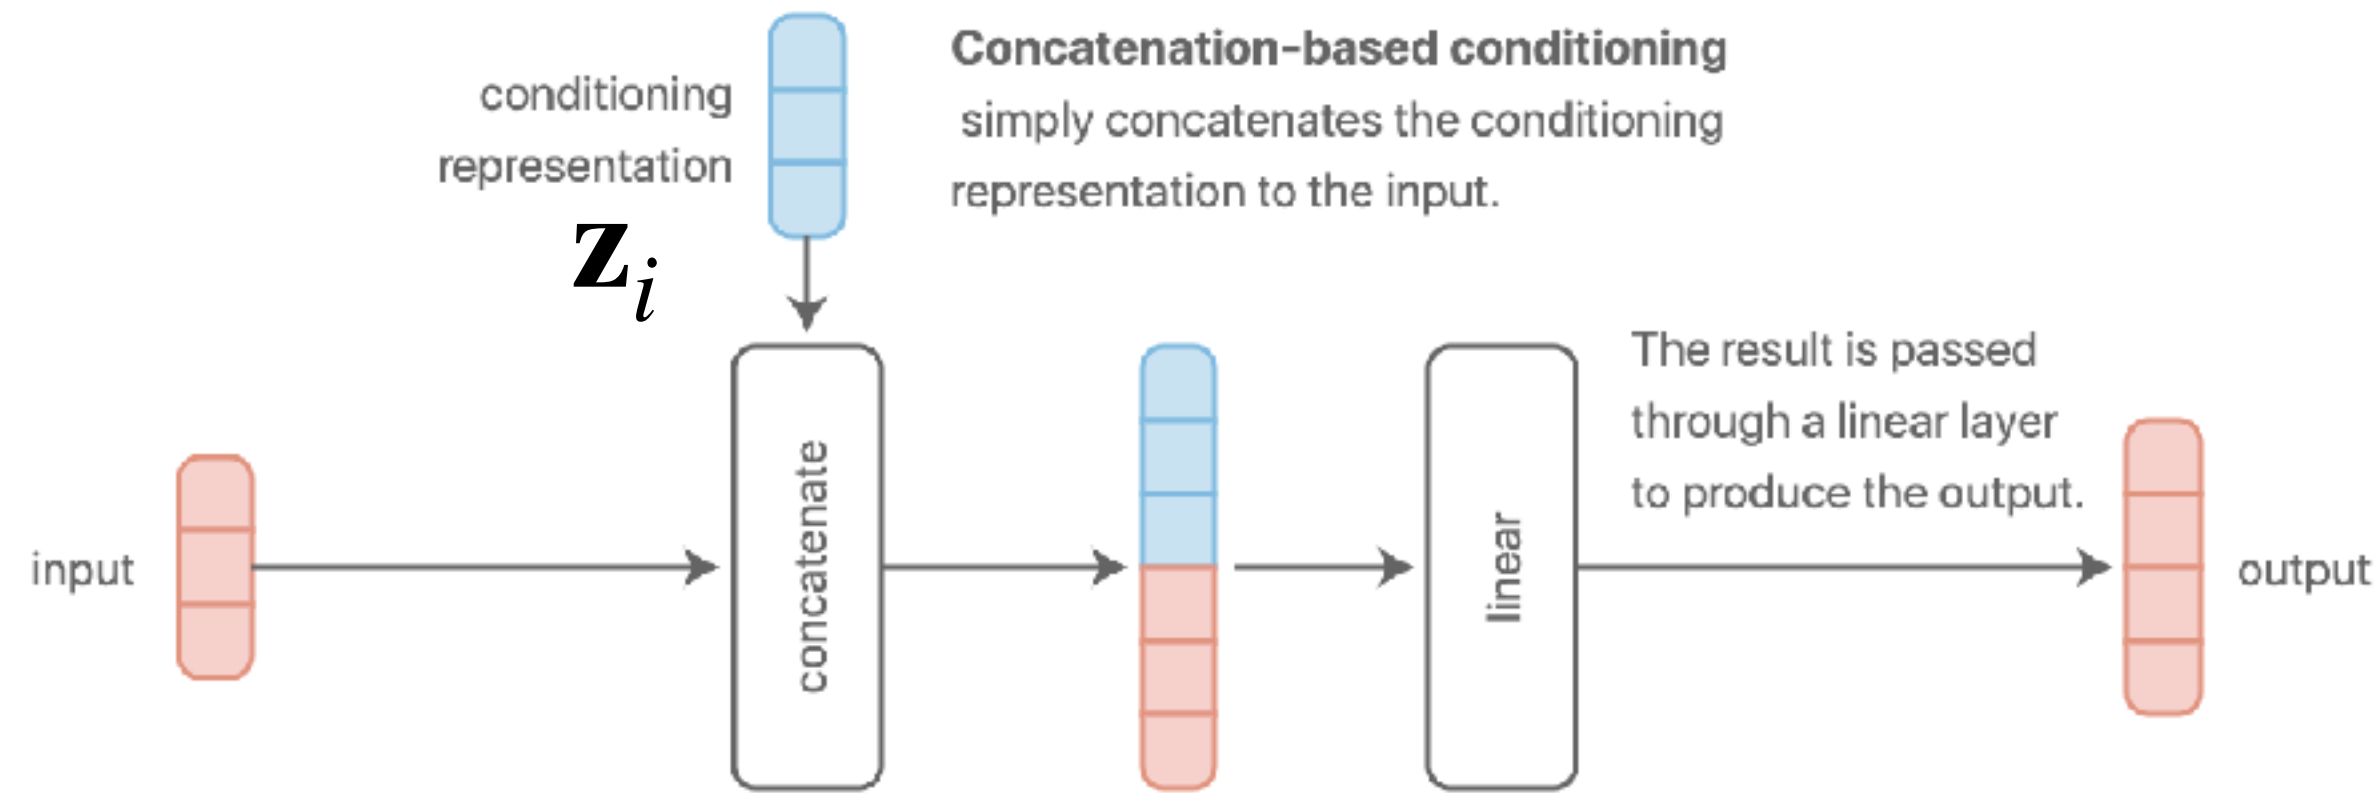 conditioning
representation
𝐳ᵢ
Concatenation-based conditioning
simply concatenates the conditioning
representation to the input.
input
concatenate
linear
The result is passed
through a linear layer
to produce the output.
output